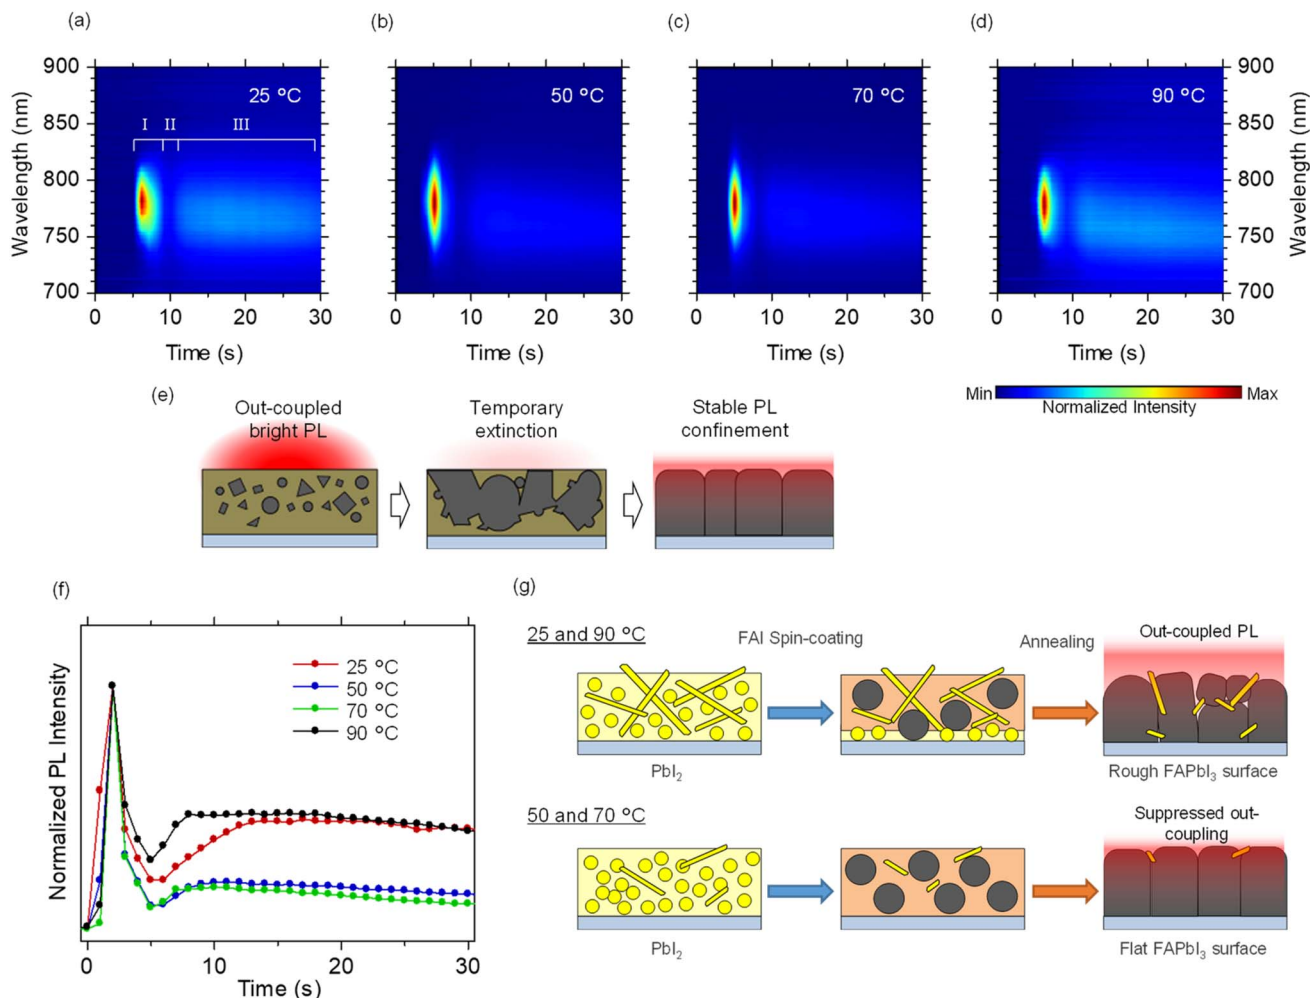 (a)
(b)
(c)
(d)
25 °C
50 °C
70 °C
90 °C
I II III
Wavelength (nm)
900
850
800
750
700
Wavelength (nm)
900
850
800
750
700
0 10 20 30
0 10 20 30
0 10 20 30
0 10 20 30
Time (s)
Time (s)
Time (s)
Time (s)
Min
Max
Normalized Intensity
(e)
Out-coupled
bright PL
Temporary
extinction
Stable PL
confinement
(f)
Normalized PL Intensity
25 °C
50 °C
70 °C
90 °C
0 10 20 30
Time (s)
(g)
25 and 90 °C
FAI Spin-coating
Annealing
Out-coupled PL
PbI₂
Rough FAPbI₃ surface
50 and 70 °C
Suppressed out-
coupling
PbI₂
Flat FAPbI₃ surface